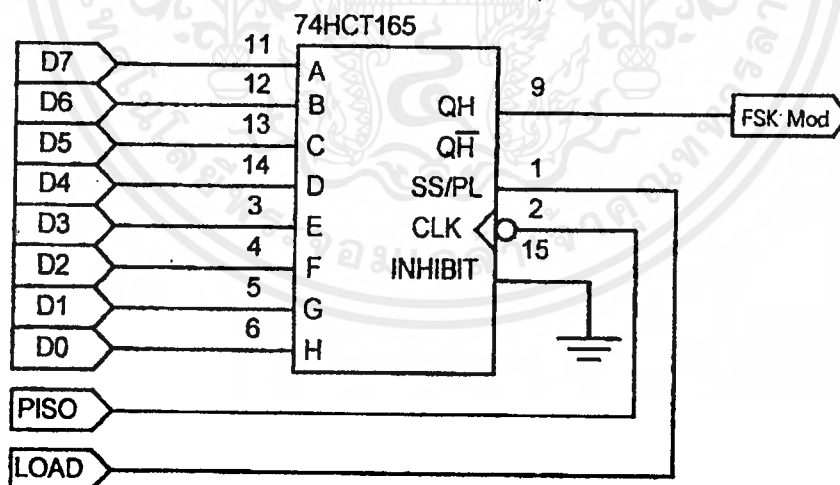 74HCT165
D7 11 A
D6 12 B QH 9 FSK Mod
D5 13 C Q̅H̅
D4 14 D SS/PL 1
D3 3 E CLK 2
D2 4 F INHIBIT 15
D1 5 G
D0 6 H
PISO
LOAD